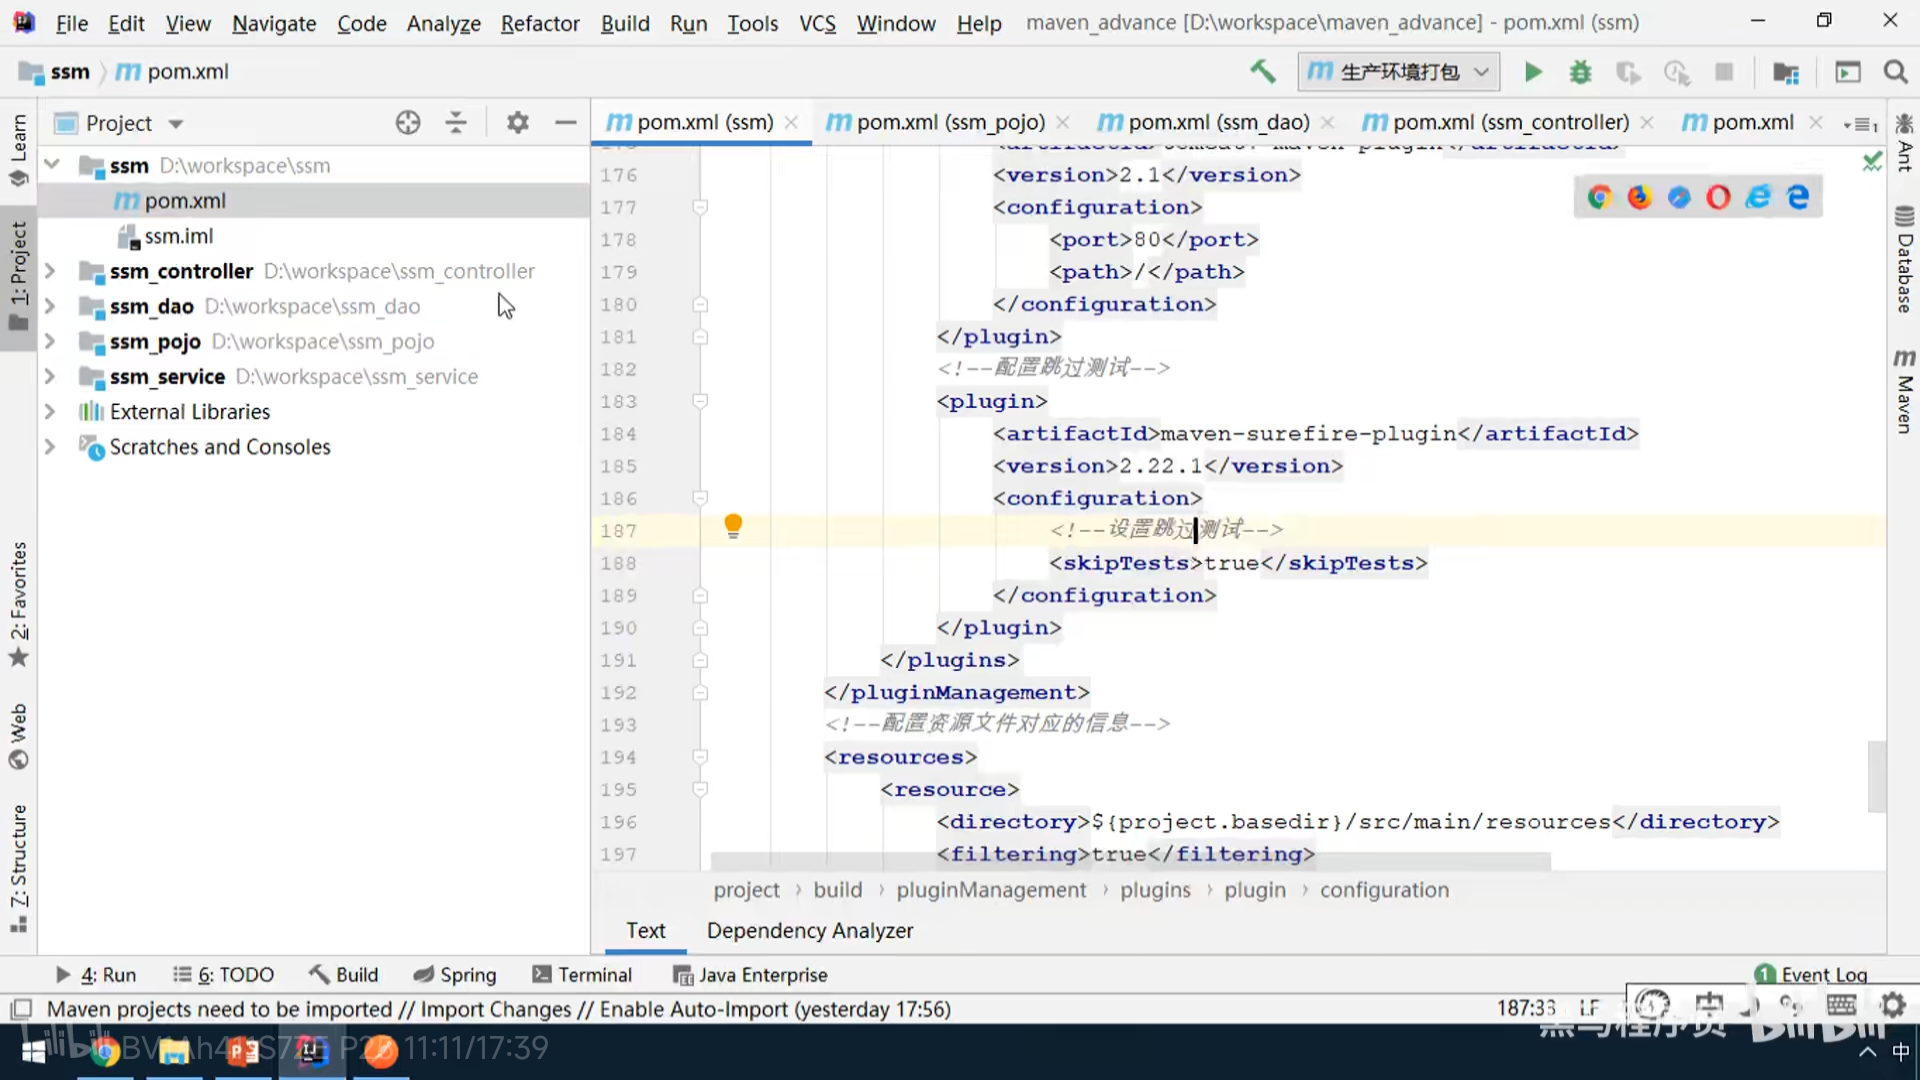 File Edit View Navigate Code Analyze Refactor Build Run Tools VCS Window Help maven_advance [D:\workspace\maven_advance] - pom.xml (ssm)
ssm pom.xml 生产环境打包
Project
pom.xml (ssm) pom.xml (ssm_pojo) pom.xml (ssm_dao) pom.xml (ssm_controller) pom.xml
Learn
1: Project
2: Favorites
Web
Z: Structure
ssm D:\workspace\ssm
pom.xml
ssm.iml
ssm_controller D:\workspace\ssm_controller
ssm_dao D:\workspace\ssm_dao
ssm_pojo D:\workspace\ssm_pojo
ssm_service D:\workspace\ssm_service
External Libraries
Scratches and Consoles
176 <version>2.1</version>
177 <configuration>
178 <port>80</port>
179 <path>/</path>
180 </configuration>
181 </plugin>
182 <!--配置跳过测试-->
183 <plugin>
184 <artifactId>maven-surefire-plugin</artifactId>
185 <version>2.22.1</version>
186 <configuration>
187 <!--设置跳过测试-->
188 <skipTests>true</skipTests>
189 </configuration>
190 </plugin>
191 </plugins>
192 </pluginManagement>
193 <!--配置资源文件对应的信息-->
194 <resources>
195 <resource>
196 <directory>${project.basedir}/src/main/resources</directory>
197 <filtering>true</filtering>
project › build › pluginManagement › plugins › plugin › configuration
Text Dependency Analyzer
Ant
Database
Maven
4: Run 6: TODO Build Spring Terminal Java Enterprise 1 Event Log
Maven projects need to be imported // Import Changes // Enable Auto-Import (yesterday 17:56) 187:33 LF
黑马程序员 bilibili
P28 11:11/17:39
中